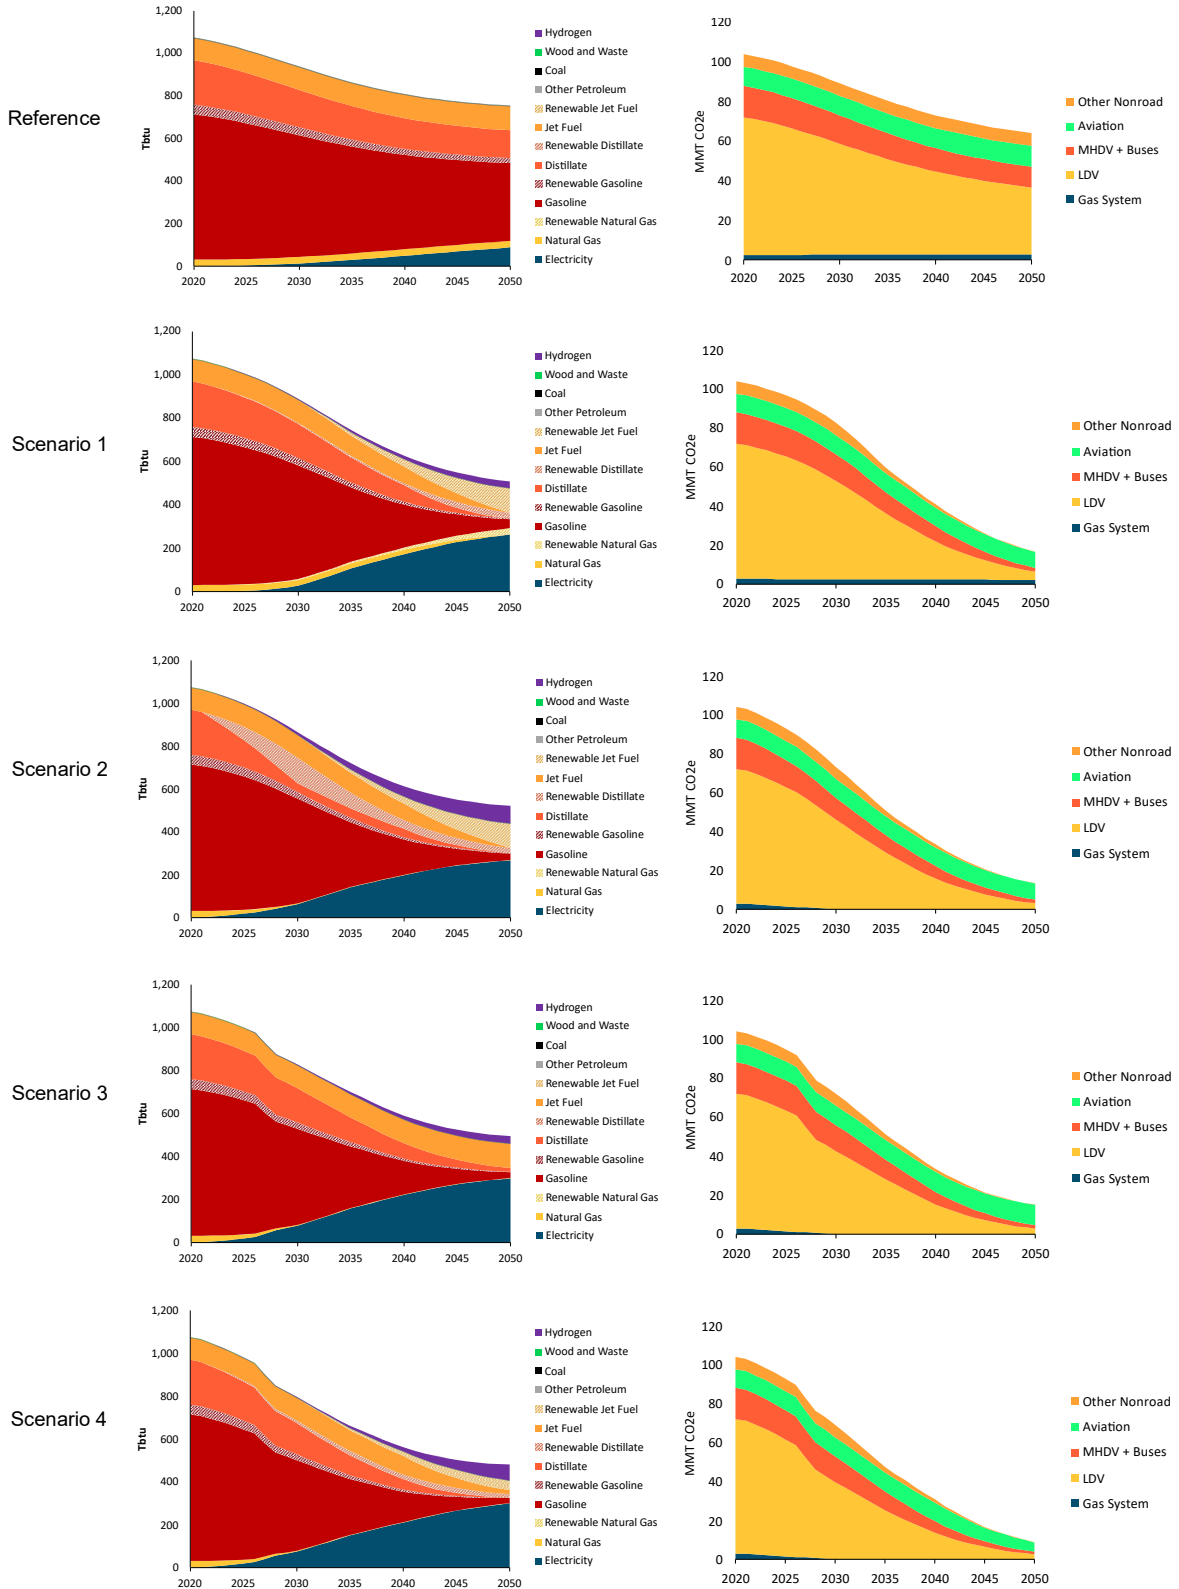 Reference
Tbtu
1,200
1,000
800
600
400
200
0
2020 2025 2030 2035 2040 2045 2050
Hydrogen
Wood and Waste
Coal
Other Petroleum
Renewable Jet Fuel
Jet Fuel
Renewable Distillate
Distillate
Renewable Gasoline
Gasoline
Renewable Natural Gas
Natural Gas
Electricity
MMT CO2e
120
100
80
60
40
20
0
2020 2025 2030 2035 2040 2045 2050
Other Nonroad
Aviation
MHDV + Buses
LDV
Gas System
Scenario 1
Tbtu
1,200
1,000
800
600
400
200
0
2020 2025 2030 2035 2040 2045 2050
Hydrogen
Wood and Waste
Coal
Other Petroleum
Renewable Jet Fuel
Jet Fuel
Renewable Distillate
Distillate
Renewable Gasoline
Gasoline
Renewable Natural Gas
Natural Gas
Electricity
MMT CO2e
120
100
80
60
40
20
0
2020 2025 2030 2035 2040 2045 2050
Other Nonroad
Aviation
MHDV + Buses
LDV
Gas System
Scenario 2
Tbtu
1,200
1,000
800
600
400
200
0
2020 2025 2030 2035 2040 2045 2050
Hydrogen
Wood and Waste
Coal
Other Petroleum
Renewable Jet Fuel
Jet Fuel
Renewable Distillate
Distillate
Renewable Gasoline
Gasoline
Renewable Natural Gas
Natural Gas
Electricity
MMT CO2e
120
100
80
60
40
20
0
2020 2025 2030 2035 2040 2045 2050
Other Nonroad
Aviation
MHDV + Buses
LDV
Gas System
Scenario 3
Tbtu
1,200
1,000
800
600
400
200
0
2020 2025 2030 2035 2040 2045 2050
Hydrogen
Wood and Waste
Coal
Other Petroleum
Renewable Jet Fuel
Jet Fuel
Renewable Distillate
Distillate
Renewable Gasoline
Gasoline
Renewable Natural Gas
Natural Gas
Electricity
MMT CO2e
120
100
80
60
40
20
0
2020 2025 2030 2035 2040 2045 2050
Other Nonroad
Aviation
MHDV + Buses
LDV
Gas System
Scenario 4
Tbtu
1,200
1,000
800
600
400
200
0
2020 2025 2030 2035 2040 2045 2050
Hydrogen
Wood and Waste
Coal
Other Petroleum
Renewable Jet Fuel
Jet Fuel
Renewable Distillate
Distillate
Renewable Gasoline
Gasoline
Renewable Natural Gas
Natural Gas
Electricity
MMT CO2e
120
100
80
60
40
20
0
2020 2025 2030 2035 2040 2045 2050
Other Nonroad
Aviation
MHDV + Buses
LDV
Gas System